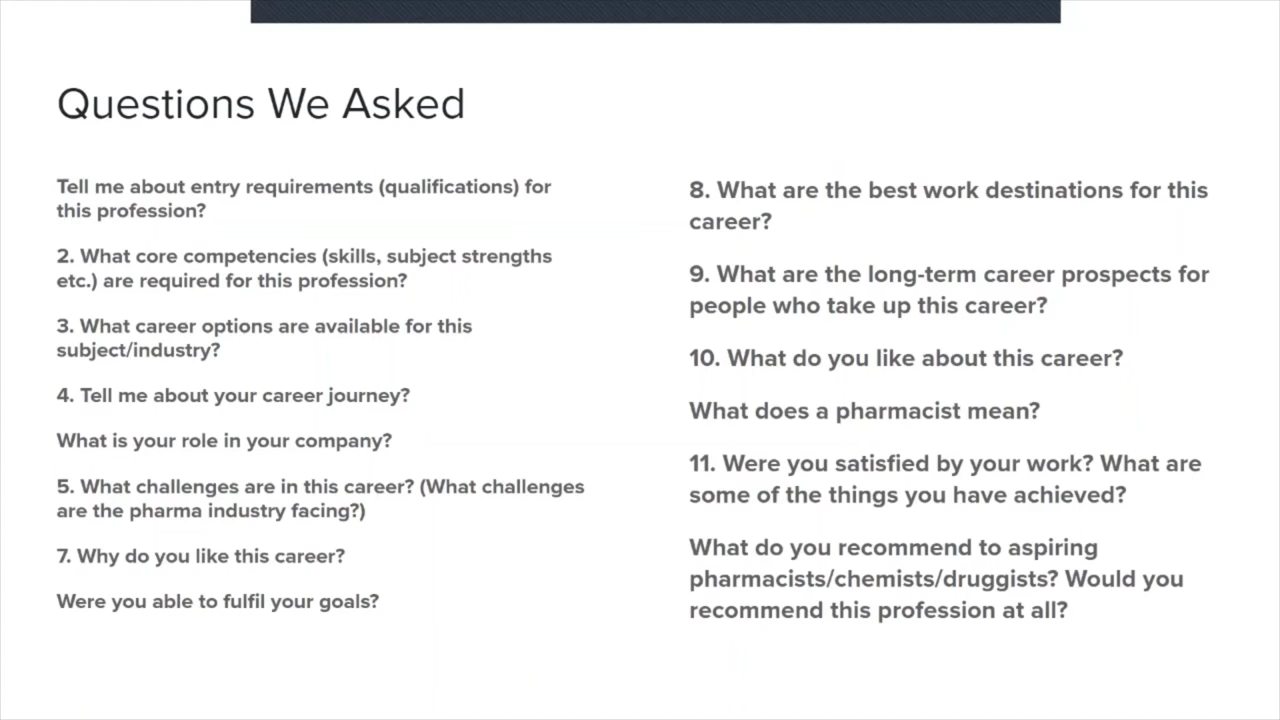 Questions We Asked
Tell me about entry requirements (qualifications) for
this profession?
2. What core competencies (skills, subject strengths
etc.) are required for this profession?
3. What career options are available for this
subject/industry?
4. Tell me about your career journey?
What is your role in your company?
5. What challenges are in this career? (What challenges
are the pharma industry facing?)
7. Why do you like this career?
Were you able to fulfil your goals?
8. What are the best work destinations for this
career?
9. What are the long-term career prospects for
people who take up this career?
10. What do you like about this career?
What does a pharmacist mean?
11. Were you satisfied by your work? What are
some of the things you have achieved?
What do you recommend to aspiring
pharmacists/chemists/druggists? Would you
recommend this profession at all?